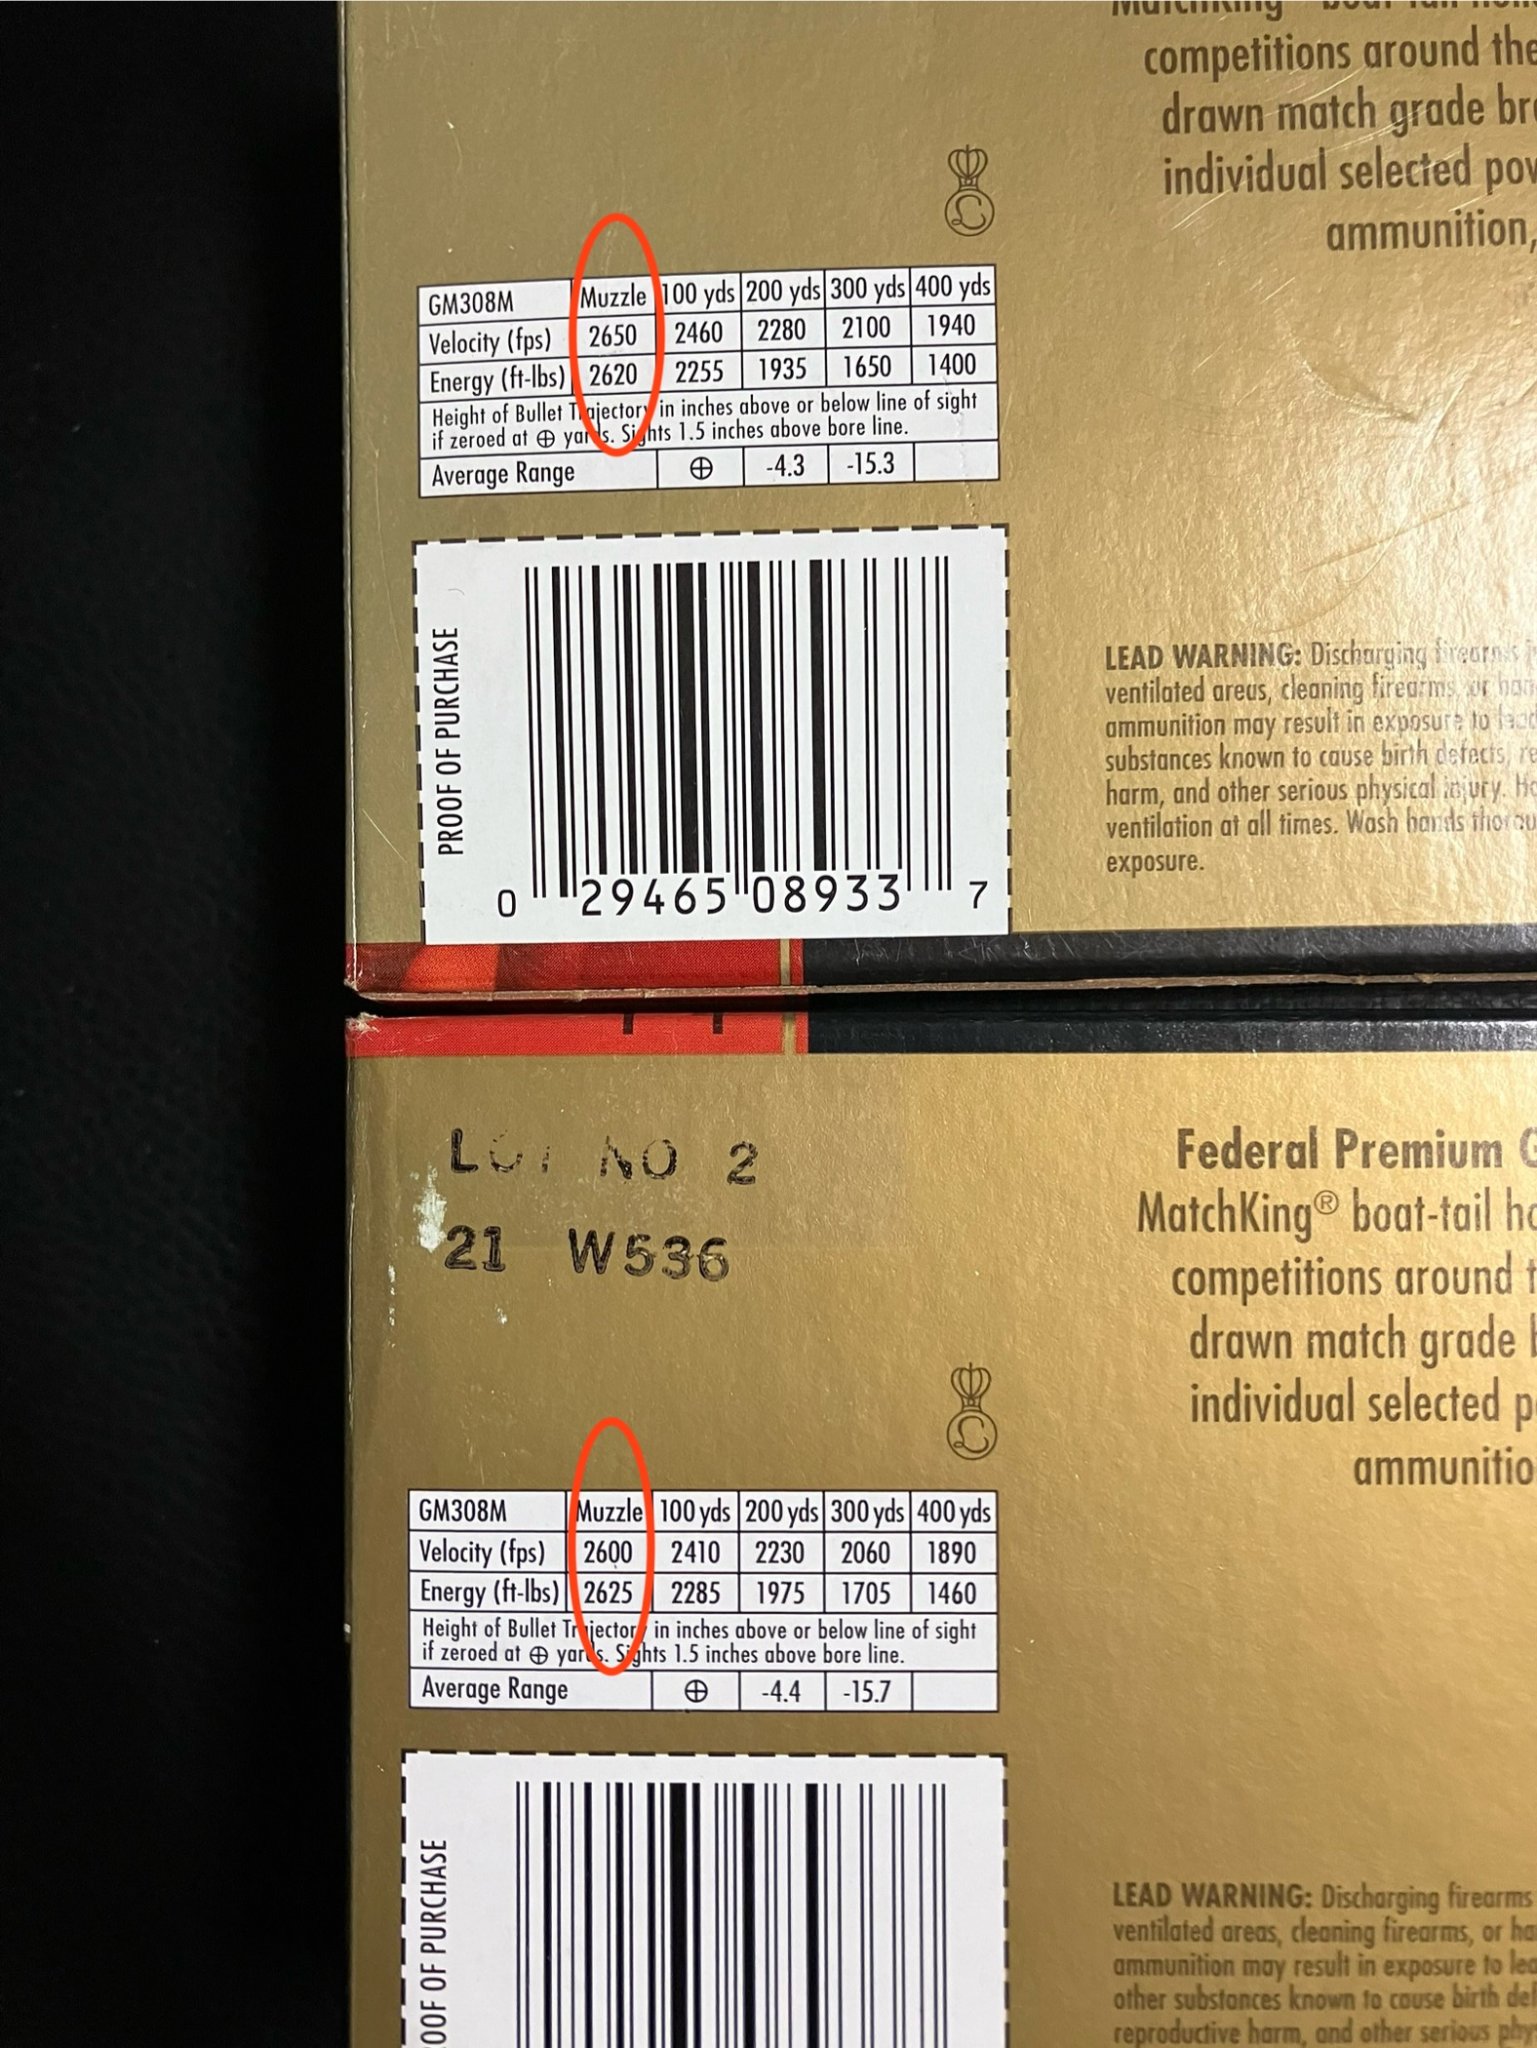 MatchKing boat-tail
competitions around the
drawn match grade
individual selected
ammunition,
GM308M Muzzle 100 yds 200 yds 300 yds 400 yds
Velocity (fps) 2650 2460 2280 2100 1940
Energy (ft-lbs) 2620 2255 1935 1650 1400
Height of Bullet Trajectory in inches above or below line of sight
if zeroed at ⊕ yards. Sights 1.5 inches above bore line.
Average Range ⊕ -4.3 -15.3
PROOF OF PURCHASE
0 29465 08933 7
LEAD WARNING: Discharging firearms
ventilated areas, cleaning firearms, or
ammunition may result in exposure to
substances known to cause birth defects,
harm, and other serious physical injury.
ventilation at all times. Wash hands
exposure.
LOT NO 2
21 W536
Federal Premium
MatchKing® boat-tail
competitions around
drawn match grade
individual selected
GM308M Muzzle 100 yds 200 yds 300 yds 400 yds
Velocity (fps) 2600 2410 2230 2060 1890
Energy (ft-lbs) 2625 2285 1975 1705 1460
Height of Bullet Trajectory in inches above or below line of sight
if zeroed at ⊕ yards. Sights 1.5 inches above bore line.
Average Range ⊕ -4.4 -15.7
OOF OF PURCHASE
LEAD WARNING: Discharging firearms
ventilated areas, cleaning firearms, or
ammunition may result in exposure to
other substances known to cause birth
reproductive harm, and other serious